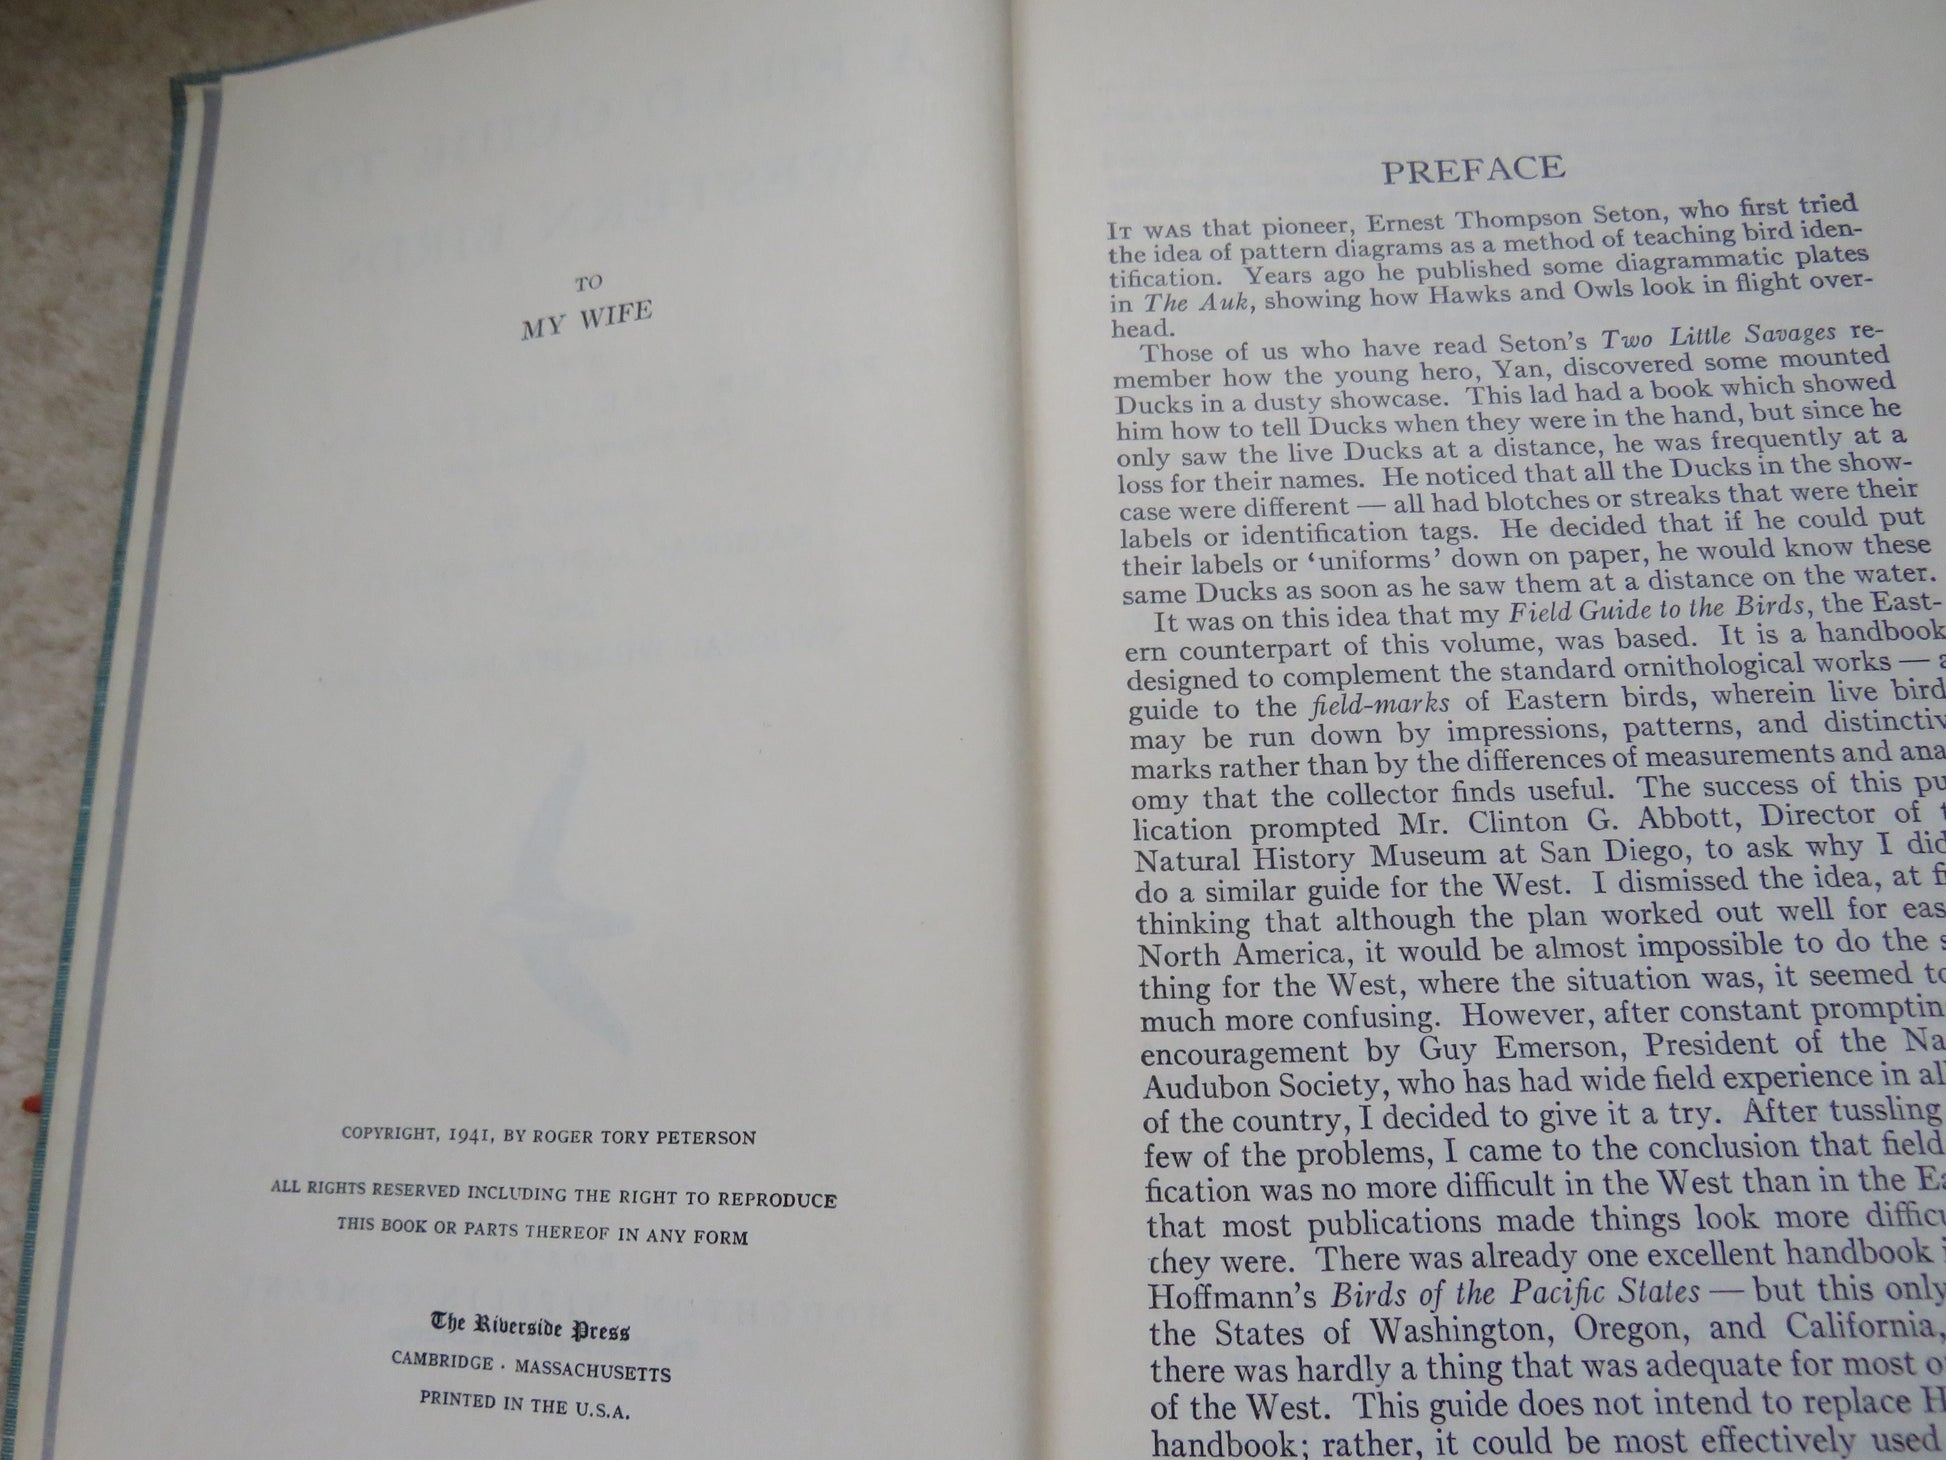 TO
MY WIFE
COPYRIGHT, 1941, BY ROGER TORY PETERSON
ALL RIGHTS RESERVED INCLUDING THE RIGHT TO REPRODUCE
THIS BOOK OR PARTS THEREOF IN ANY FORM
The Riverside Press
CAMBRIDGE . MASSACHUSETTS
PRINTED IN THE U.S.A.
PREFACE
IT WAS that pioneer, Ernest Thompson Seton, who first tried
the idea of pattern diagrams as a method of teaching bird iden-
tification. Years ago he published some diagrammatic plates
in The Auk, showing how Hawks and Owls look in flight over-
head.
Those of us who have read Seton's Two Little Savages re-
member how the young hero, Yan, discovered some mounted
Ducks in a dusty showcase. This lad had a book which showed
him how to tell Ducks when they were in the hand, but since he
only saw the live Ducks at a distance, he was frequently at a
loss for their names. He noticed that all the Ducks in the show-
case were different — all had blotches or streaks that were their
labels or identification tags. He decided that if he could put
their labels or ‘uniforms’ down on paper, he would know these
same Ducks as soon as he saw them at a distance on the water.
It was on this idea that my Field Guide to the Birds, the East-
ern counterpart of this volume, was based. It is a handbook
designed to complement the standard ornithological works —
guide to the field-marks of Eastern birds, wherein live bird
may be run down by impressions, patterns, and distinctiv
marks rather than by the differences of measurements and ana
omy that the collector finds useful. The success of this pu
lication prompted Mr. Clinton G. Abbott, Director of
Natural History Museum at San Diego, to ask why I did
do a similar guide for the West. I dismissed the idea, at fi
thinking that although the plan worked out well for eas
North America, it would be almost impossible to do the s
thing for the West, where the situation was, it seemed to
much more confusing. However, after constant promptin
encouragement by Guy Emerson, President of the Na
Audubon Society, who has had wide field experience in al
of the country, I decided to give it a try. After tussling
few of the problems, I came to the conclusion that field
fication was no more difficult in the West than in the Ea
that most publications made things look more difficu
they were. There was already one excellent handbook
Hoffmann's Birds of the Pacific States — but this only
the States of Washington, Oregon, and California,
there was hardly a thing that was adequate for most o
of the West. This guide does not intend to replace H
handbook; rather, it could be most effectively used